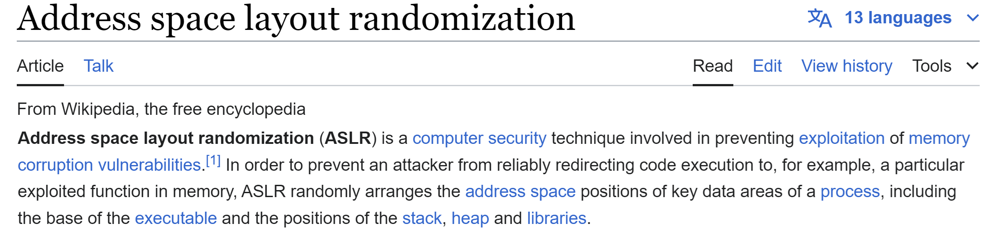 Address space layout randomization
13 languages
Article Talk Read Edit View history Tools
From Wikipedia, the free encyclopedia
Address space layout randomization (ASLR) is a computer security technique involved in preventing exploitation of memory
corruption vulnerabilities.[1] In order to prevent an attacker from reliably redirecting code execution to, for example, a particular
exploited function in memory, ASLR randomly arranges the address space positions of key data areas of a process, including
the base of the executable and the positions of the stack, heap and libraries.